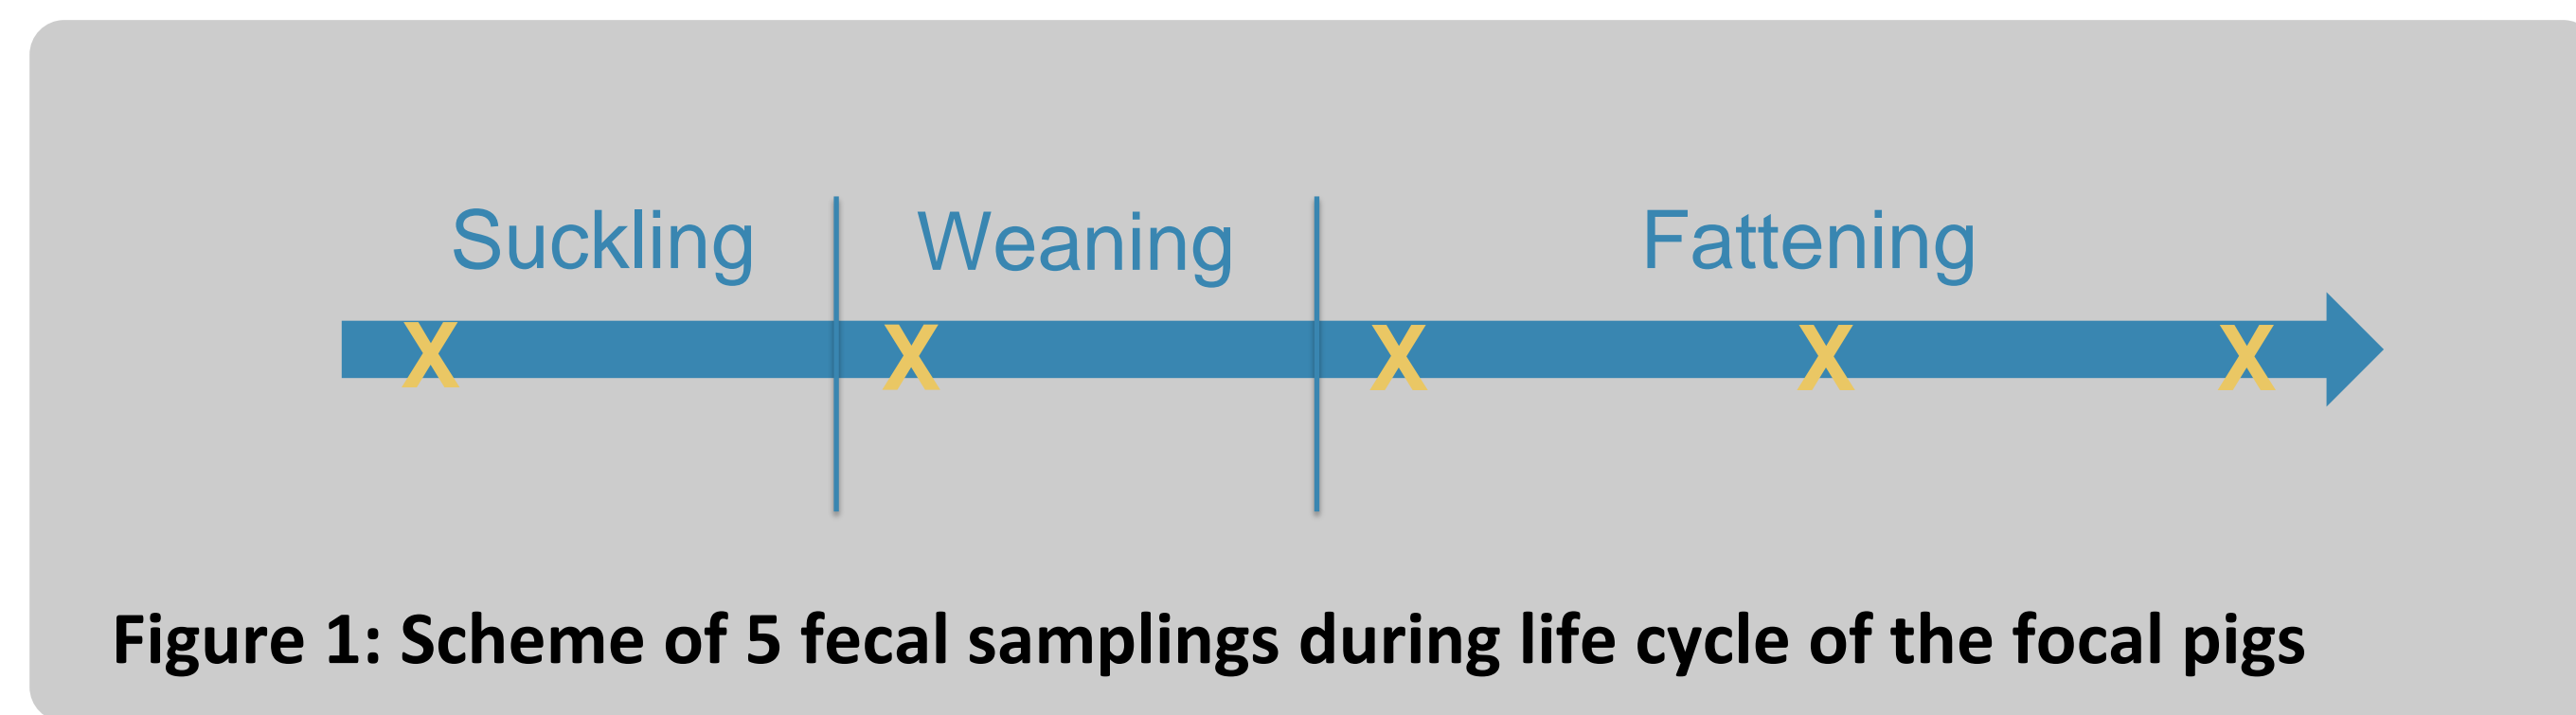 Suckling Weaning Fattening
X X X X X
Figure 1: Scheme of 5 fecal samplings during life cycle of the focal pigs